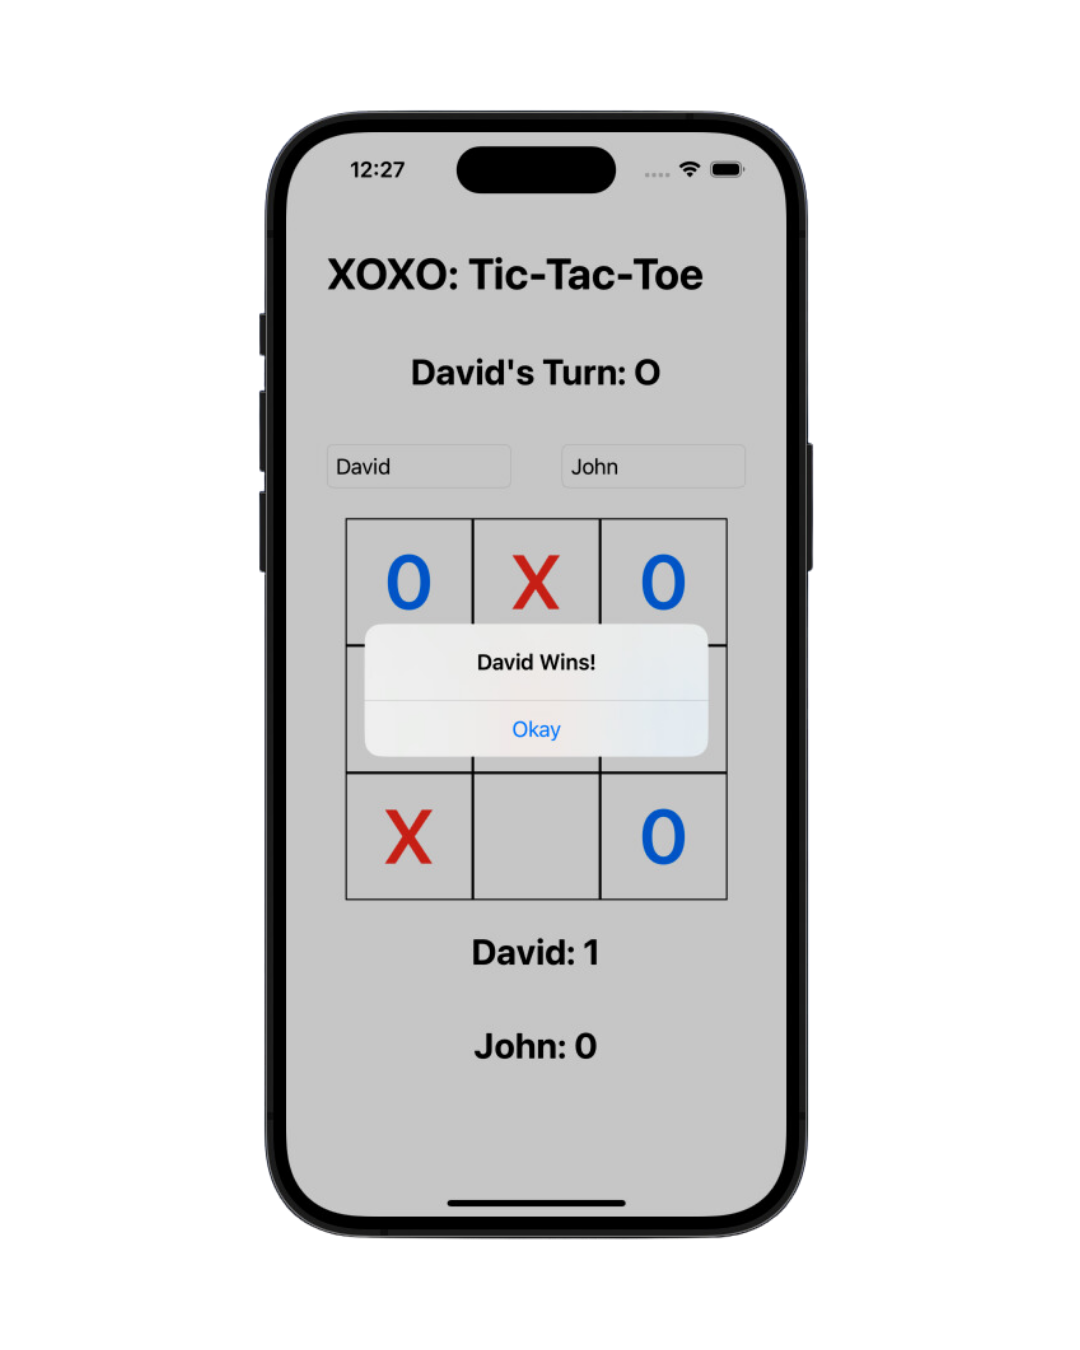 12:27
XOXO: Tic-Tac-Toe
David's Turn: O
David John
O X O
David Wins!
Okay
X O
David: 1
John: 0